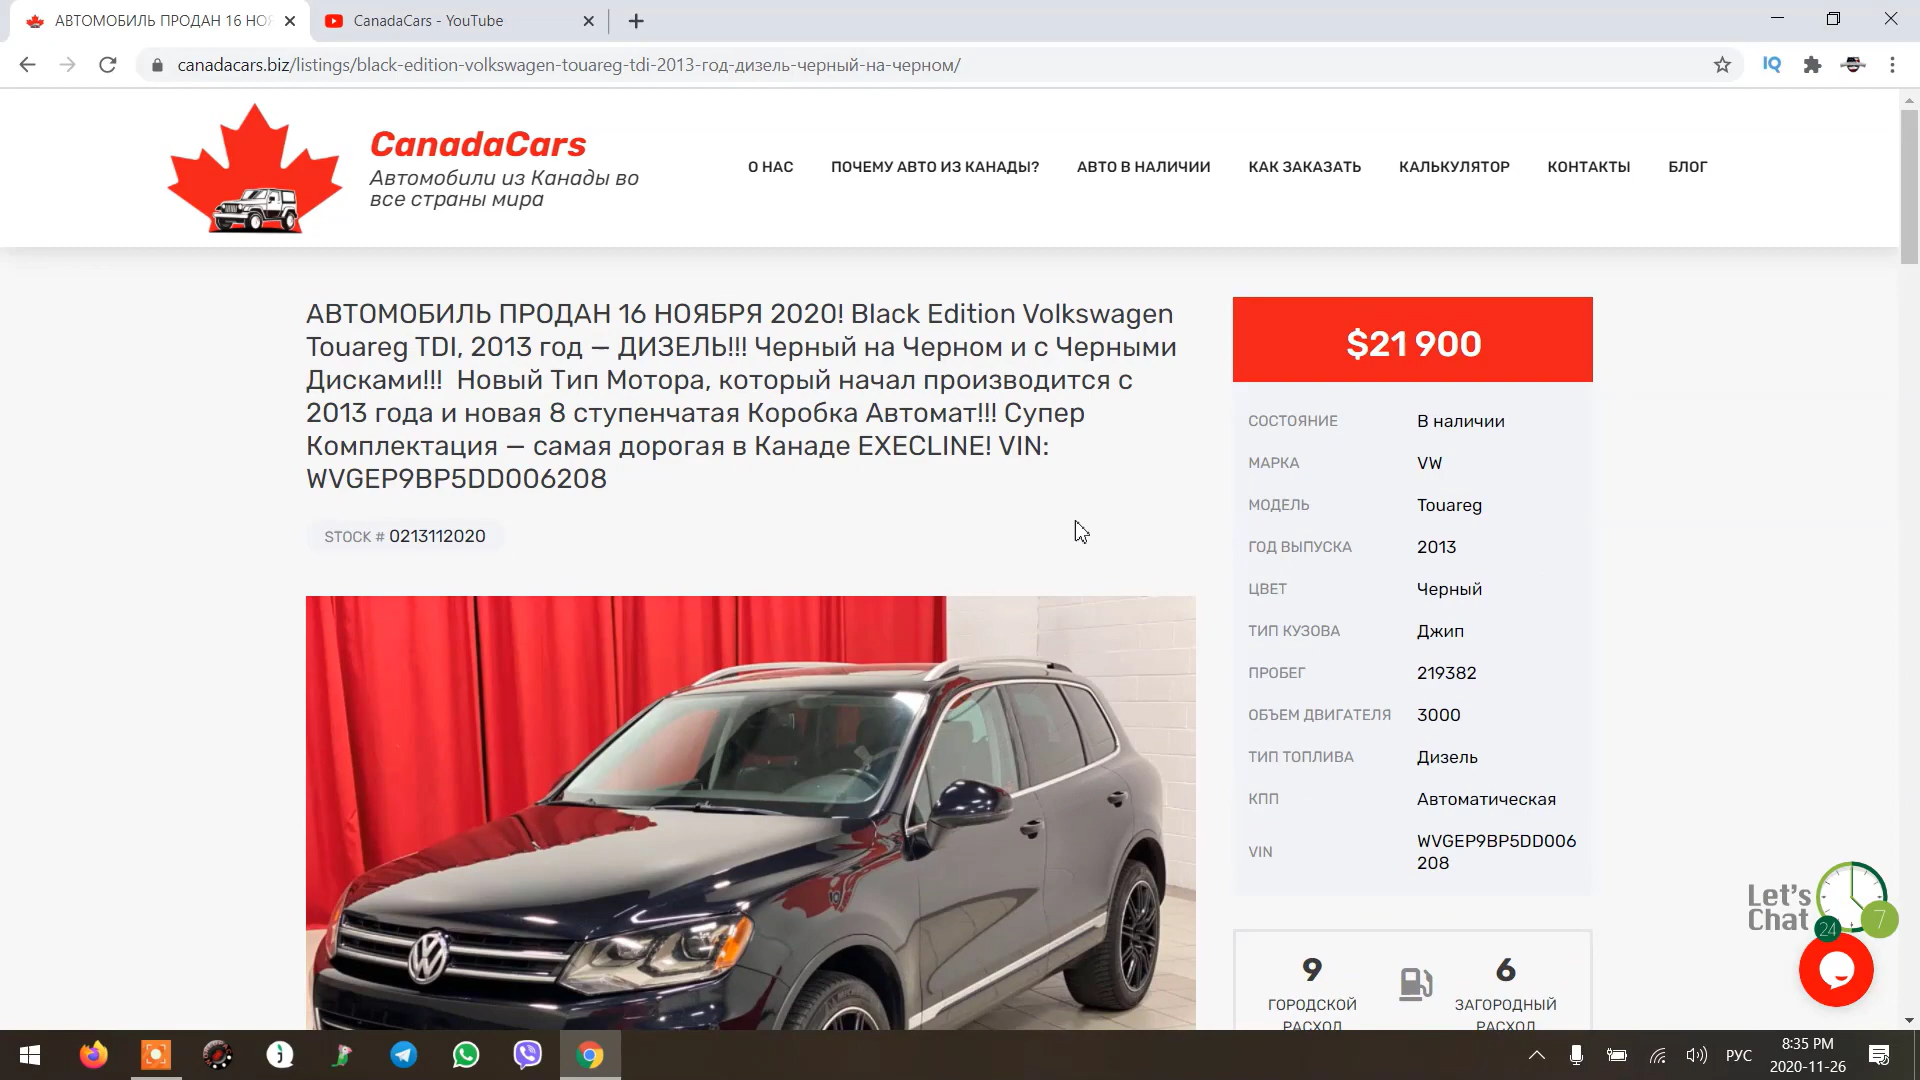 АВТОМОБИЛЬ ПРОДАН 16 НОЯ
CanadaCars - YouTube
canadacars.biz/listings/black-edition-volkswagen-touareg-tdi-2013-год-дизель-черный-на-черном/
IQ
CanadaCars
Автомобили из Канады во
все страны мира
О НАС ПОЧЕМУ АВТО ИЗ КАНАДЫ? АВТО В НАЛИЧИИ КАК ЗАКАЗАТЬ КАЛЬКУЛЯТОР КОНТАКТЫ БЛОГ
АВТОМОБИЛЬ ПРОДАН 16 НОЯБРЯ 2020! Black Edition Volkswagen
Touareg TDI, 2013 год — ДИЗЕЛЬ!!! Черный на Черном и с Черными
Дисками!!! Новый Тип Мотора, который начал производится с
2013 года и новая 8 ступенчатая Коробка Автомат!!! Супер
Комплектация — самая дорогая в Канаде EXECLINE! VIN:
WVGEP9BP5DD006208
STOCK # 0213112020
$21 900
СОСТОЯНИЕ В наличии
МАРКА VW
МОДЕЛЬ Touareg
ГОД ВЫПУСКА 2013
ЦВЕТ Черный
ТИП КУЗОВА Джип
ПРОБЕГ 219382
ОБЪЕМ ДВИГАТЕЛЯ 3000
ТИП ТОПЛИВА Дизель
КПП Автоматическая
VIN WVGEP9BP5DD006
208
9 6
ГОРОДСКОЙ ЗАГОРОДНЫЙ
РАСХОД РАСХОД
Let's
Chat
24
7
РУС
8:35 PM
2020-11-26